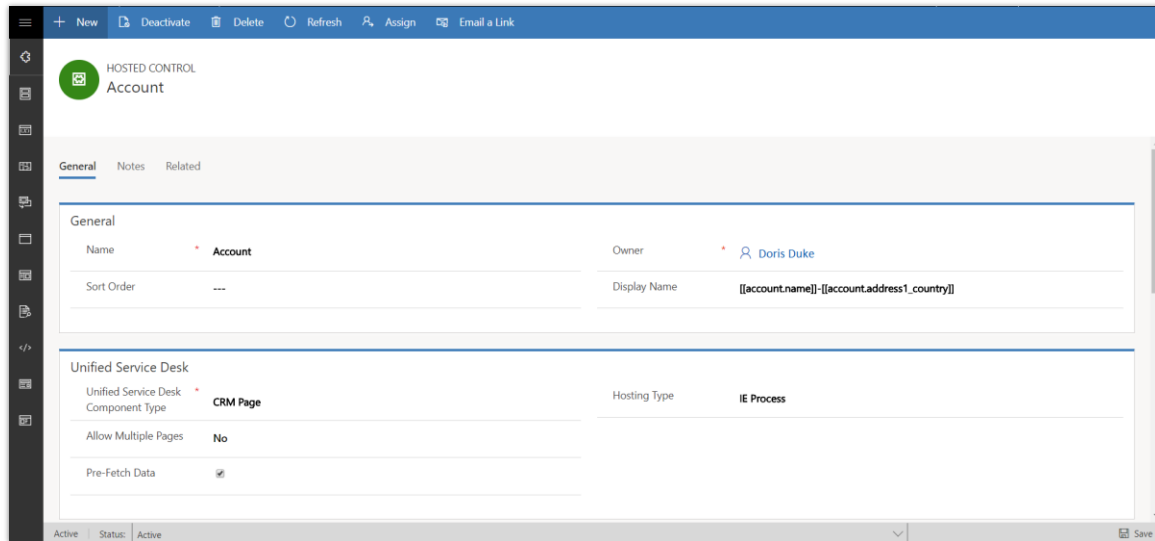 New Deactivate Delete Refresh Assign Email a Link
HOSTED CONTROL
Account
General Notes Related
General
Name * Account
Owner * Doris Duke
Sort Order ---
Display Name [[account.name]]-[[account.address1_country]]
Unified Service Desk
Unified Service Desk *
Component Type CRM Page
Hosting Type IE Process
Allow Multiple Pages No
Pre-Fetch Data
Active Status: Active Save